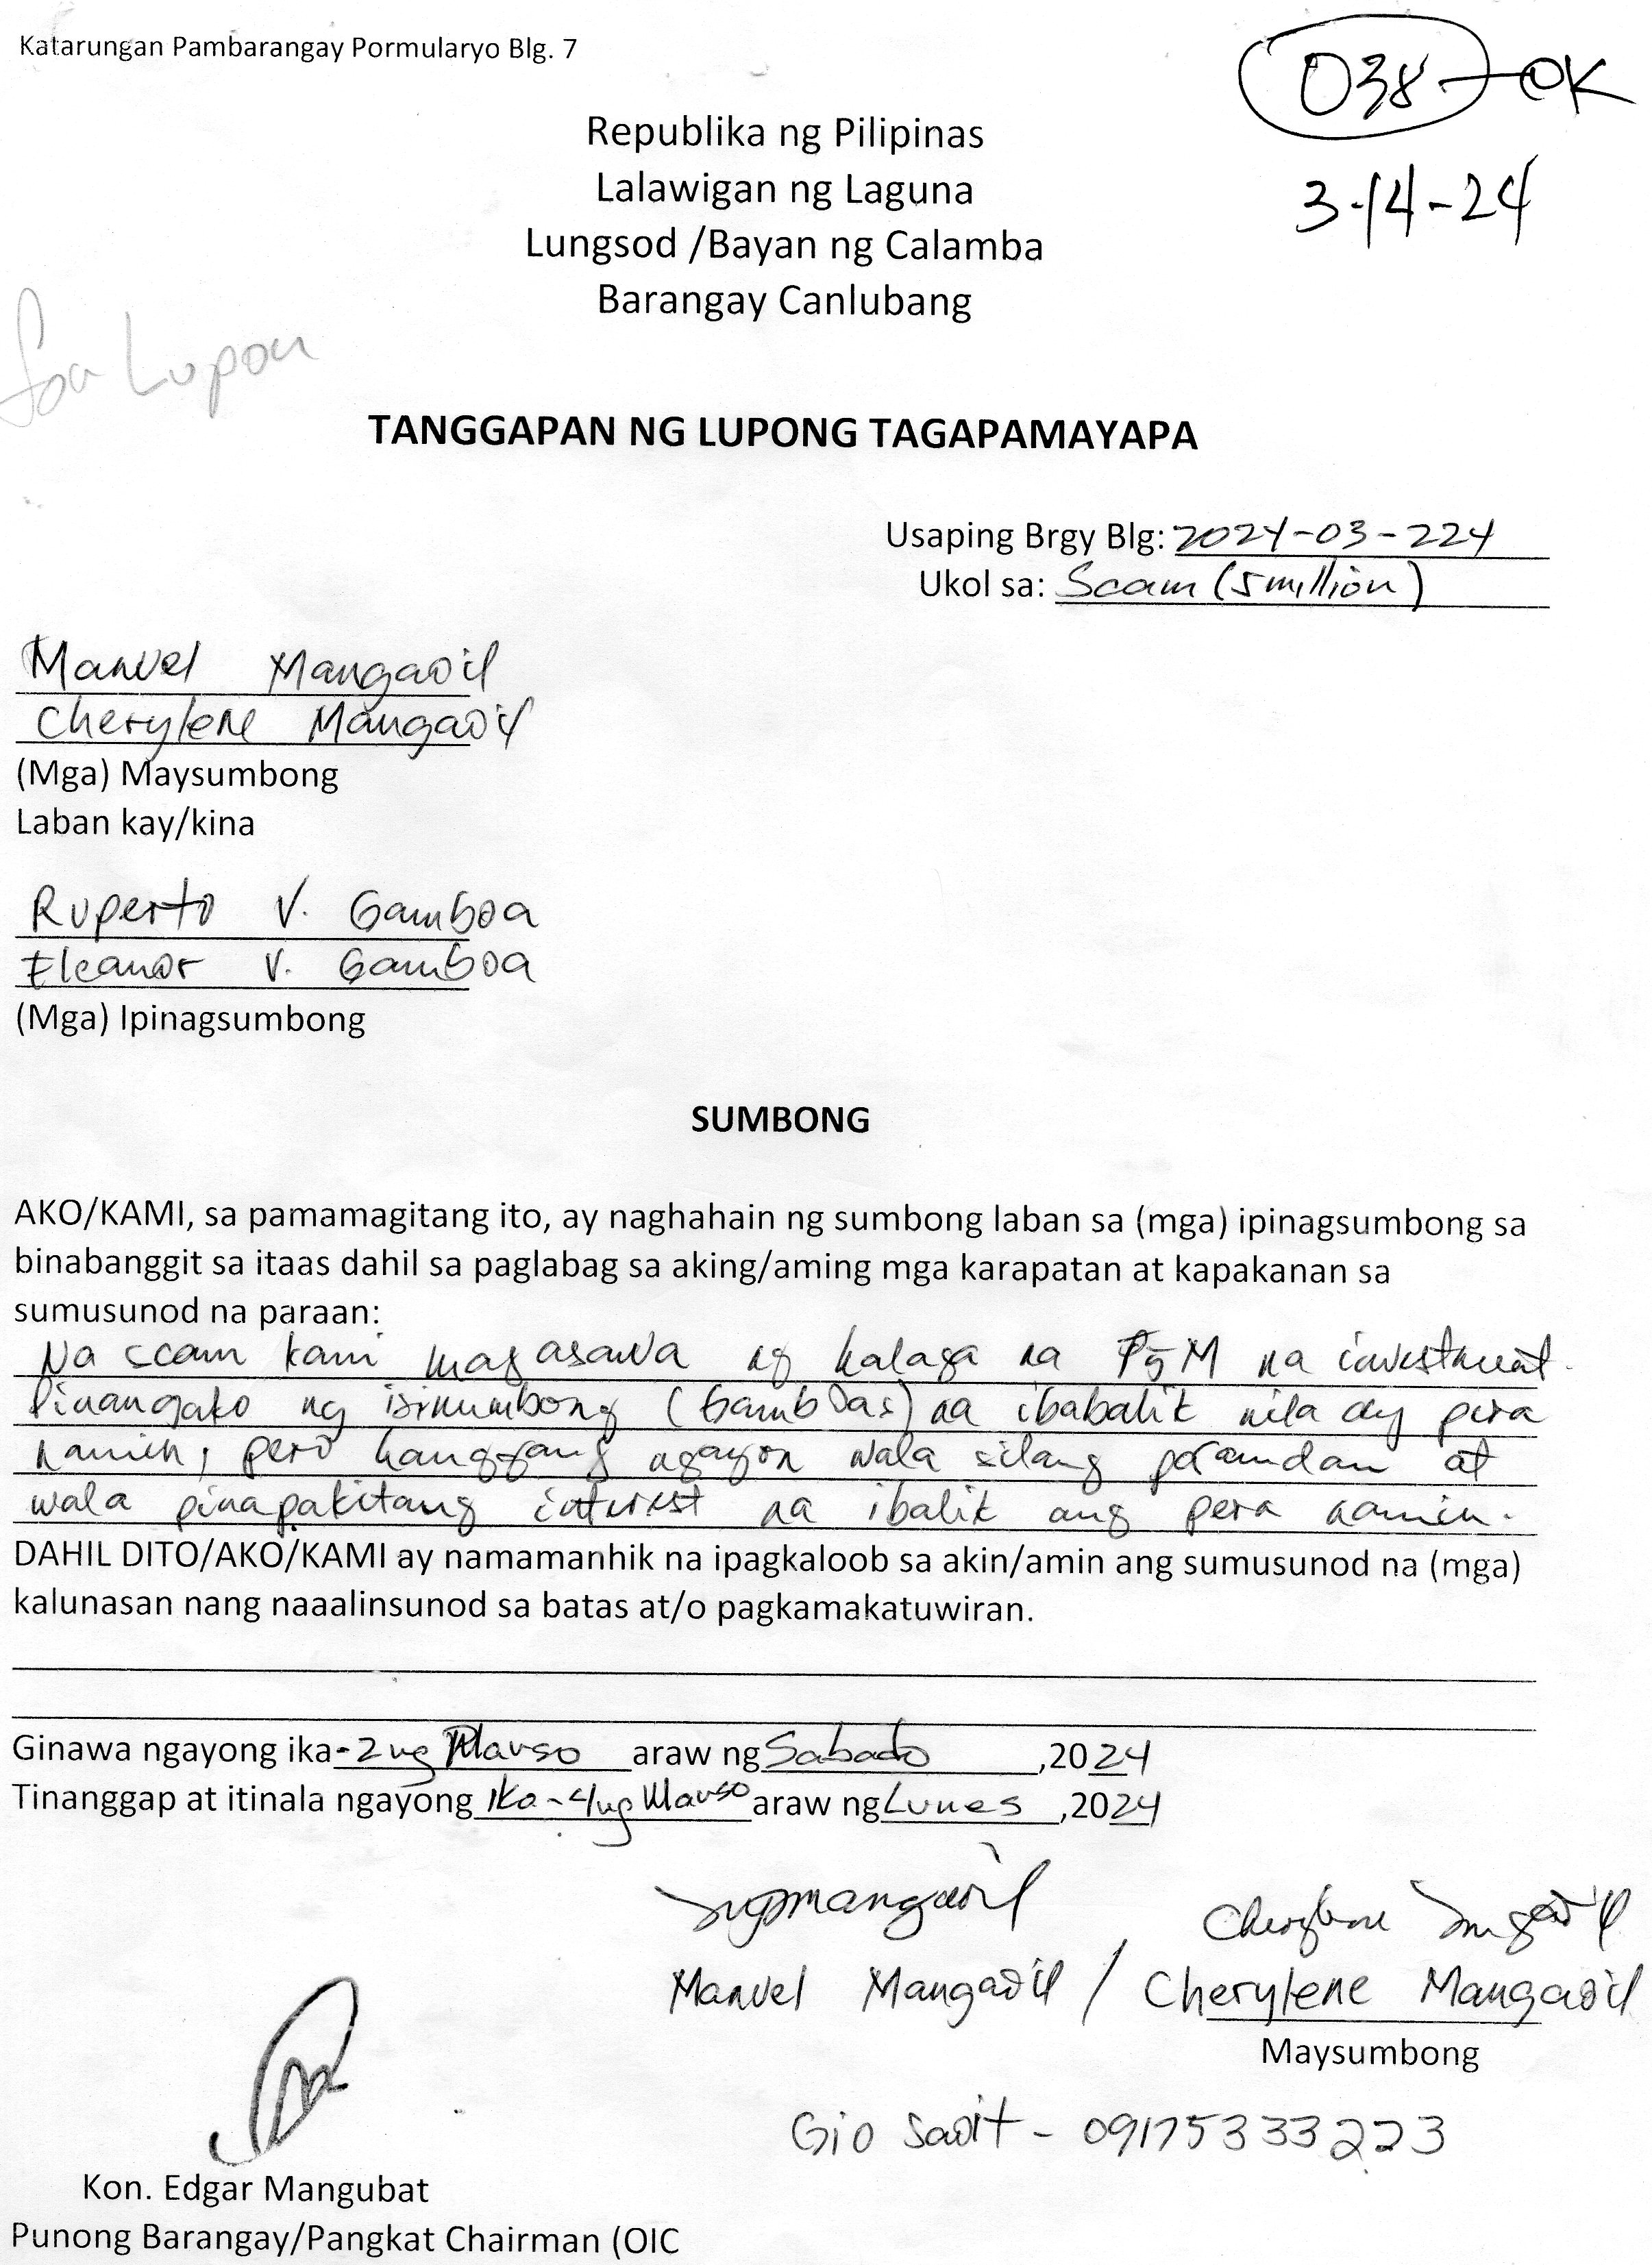 Katarungan Pambarangay Pormularyo Blg. 7
038 - OK
3-14-24
Republika ng Pilipinas
Lalawigan ng Laguna
Lungsod /Bayan ng Calamba
Barangay Canlubang
for Lupon
TANGGAPAN NG LUPONG TAGAPAMAYAPA
Usaping Brgy Blg: 2024-03-224
Ukol sa: Scam (5 million)
Manuel Mangaoil
Cherylene Mangaoil
(Mga) Maysumbong
Laban kay/kina
Ruperto V. Gamboa
Eleanor V. Gamboa
(Mga) Ipinagsumbong
SUMBONG
AKO/KAMI, sa pamamagitang ito, ay naghahain ng sumbong laban sa (mga) ipinagsumbong sa
binabanggit sa itaas dahil sa paglabag sa aking/aming mga karapatan at kapakanan sa
sumusunod na paraan:
Na scam kami mag asawa ng halaga na ₱5M na investment.
Pinangako ng isinumbong (Gamboas) na ibabalik nila ang pera
namin, pero hanggang ngayon wala silang paramdam at
wala pinapakitang interest na ibalik ang pera namin.
DAHIL DITO/AKO/KAMI ay namamanhik na ipagkaloob sa akin/amin ang sumusunod na (mga)
kalunasan nang naaalinsunod sa batas at/o pagkamakatuwiran.
Ginawa ngayong ika-2 ng Marso araw ng Sabado ,2024
Tinanggap at itinala ngayong ika-4 ng Marso araw ng Lunes ,2024
Manuel Mangaoil / Cherylene Mangaoil
Maysumbong
Gio Saoit - 09175333223
Kon. Edgar Mangubat
Punong Barangay/Pangkat Chairman (OIC